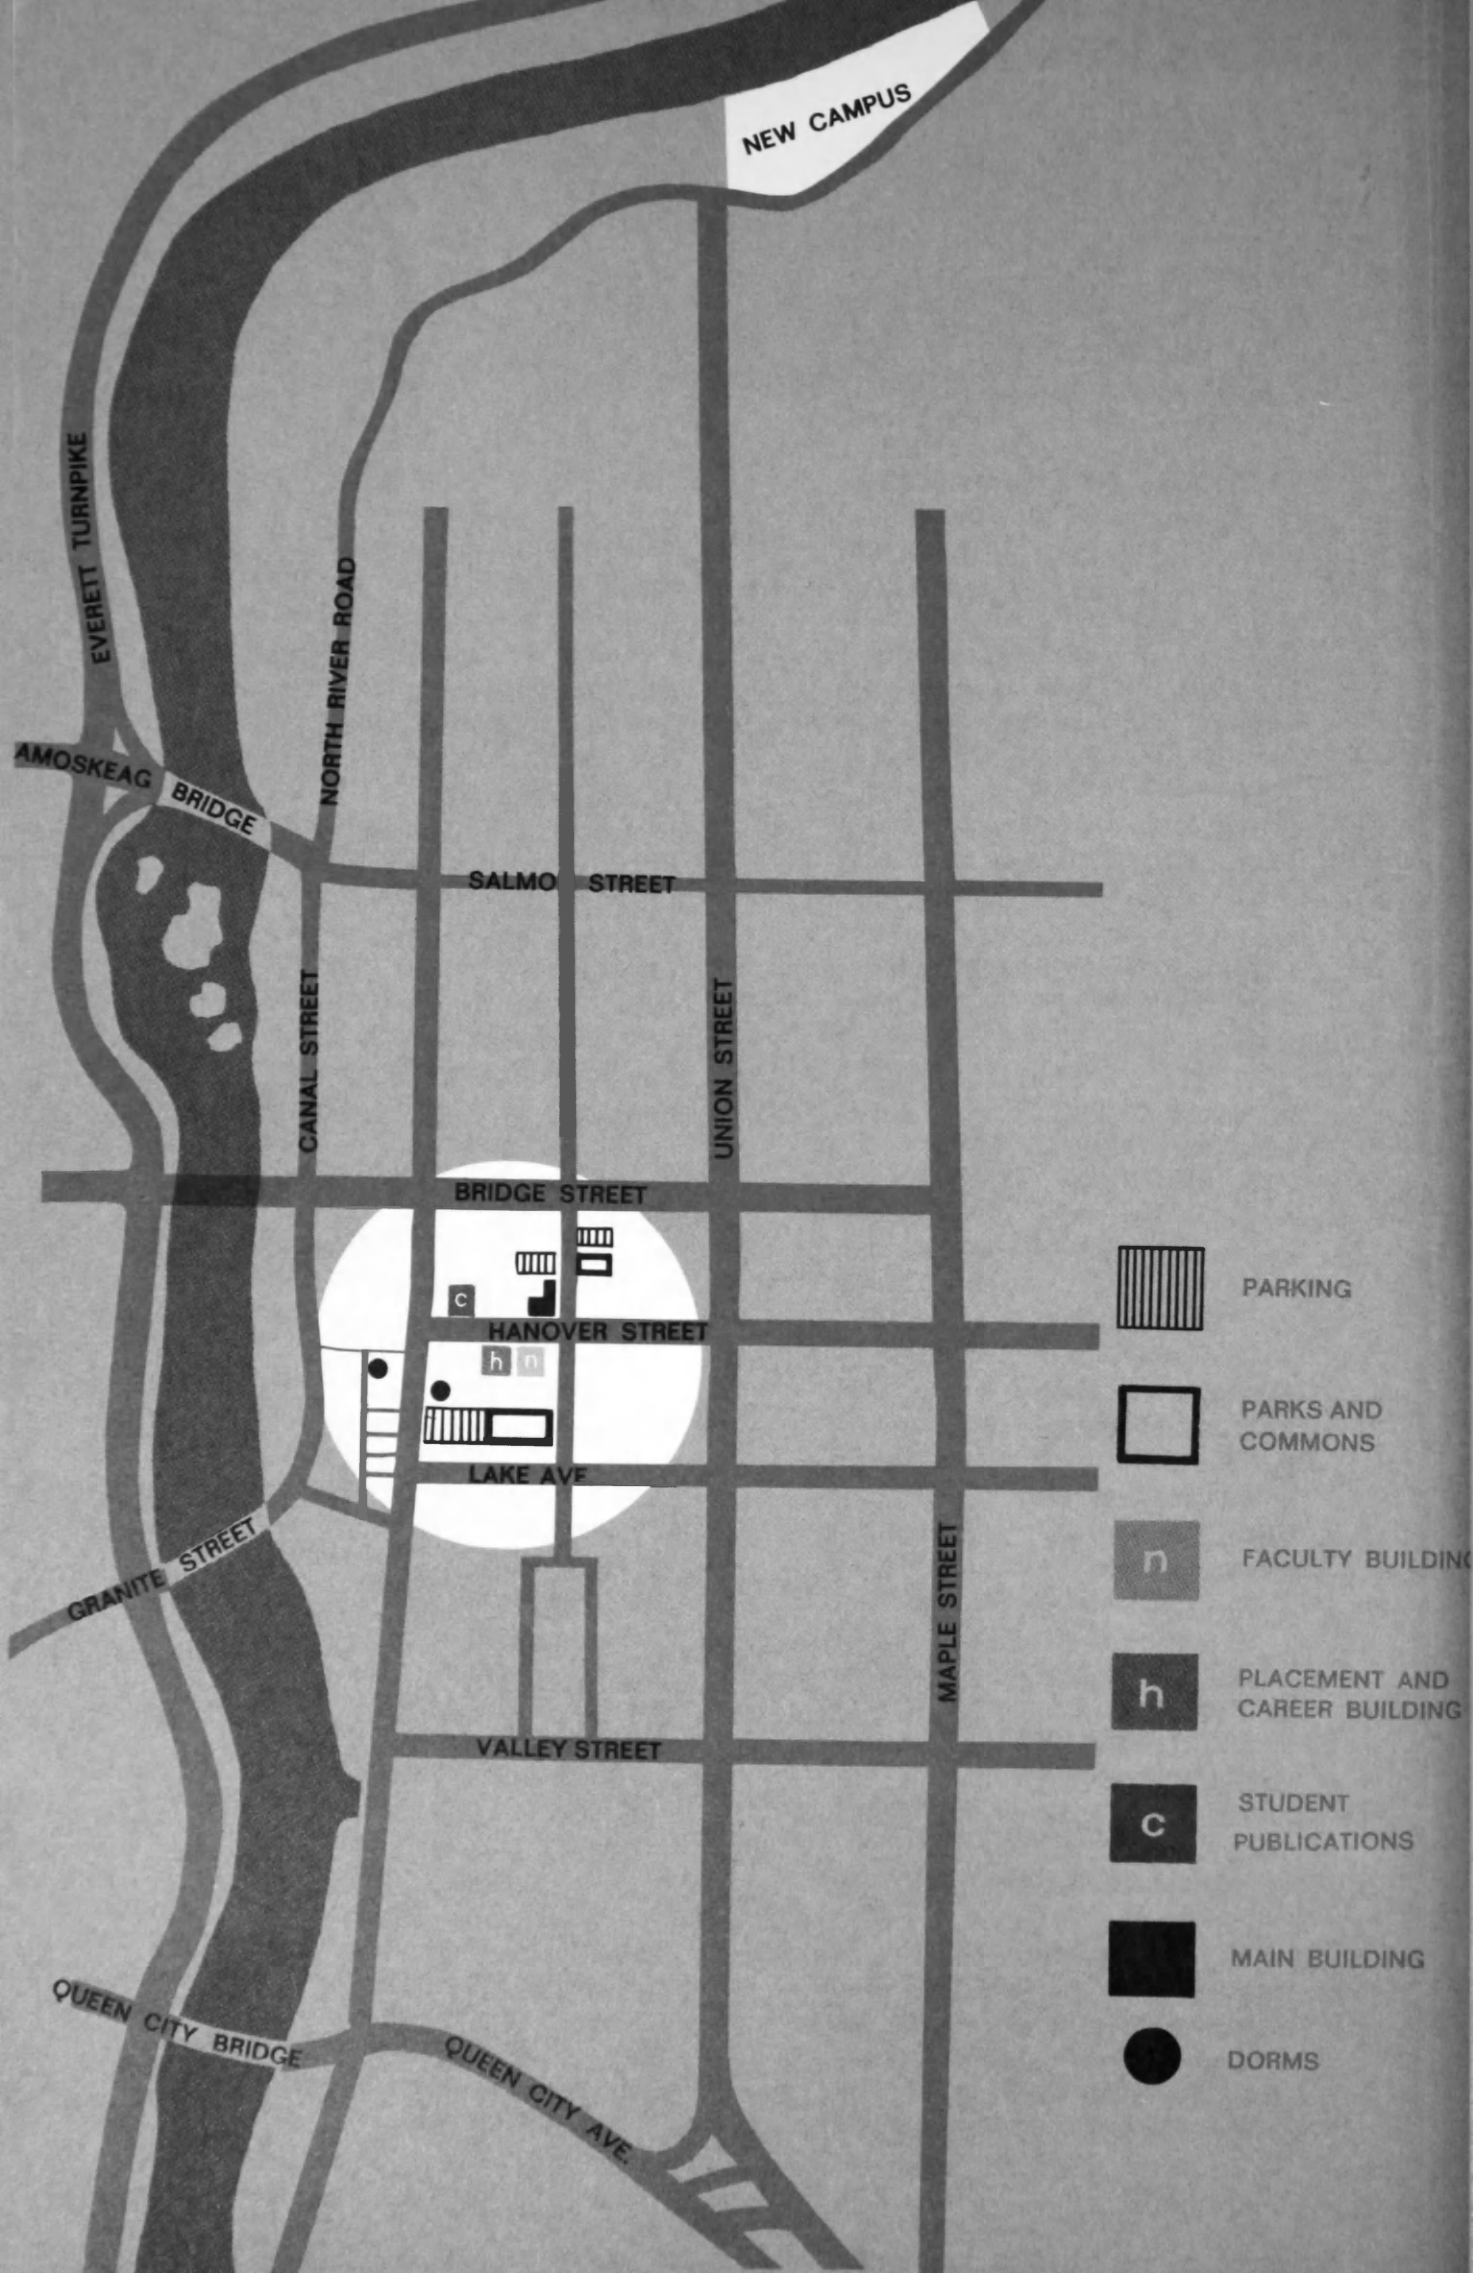 NEW CAMPUS
EVERETT TURNPIKE
NORTH RIVER ROAD
AMOSKEAG BRIDGE
SALMO STREET
CANAL STREET
UNION STREET
BRIDGE STREET
c
HANOVER STREET
h n
LAKE AVE
GRANITE STREET
MAPLE STREET
VALLEY STREET
QUEEN CITY BRIDGE
QUEEN CITY AVE.
PARKING
PARKS AND
COMMONS
n FACULTY BUILDING
h PLACEMENT AND
CAREER BUILDING
c STUDENT
PUBLICATIONS
MAIN BUILDING
DORMS